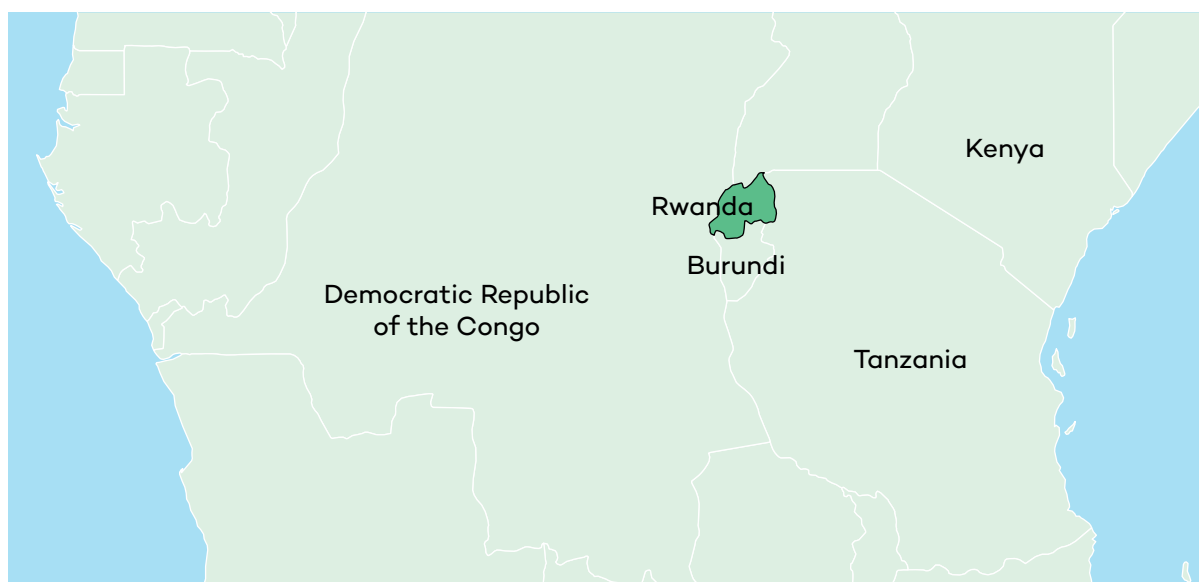 Kenya
Rwanda
Burundi
Democratic Republic
of the Congo
Tanzania